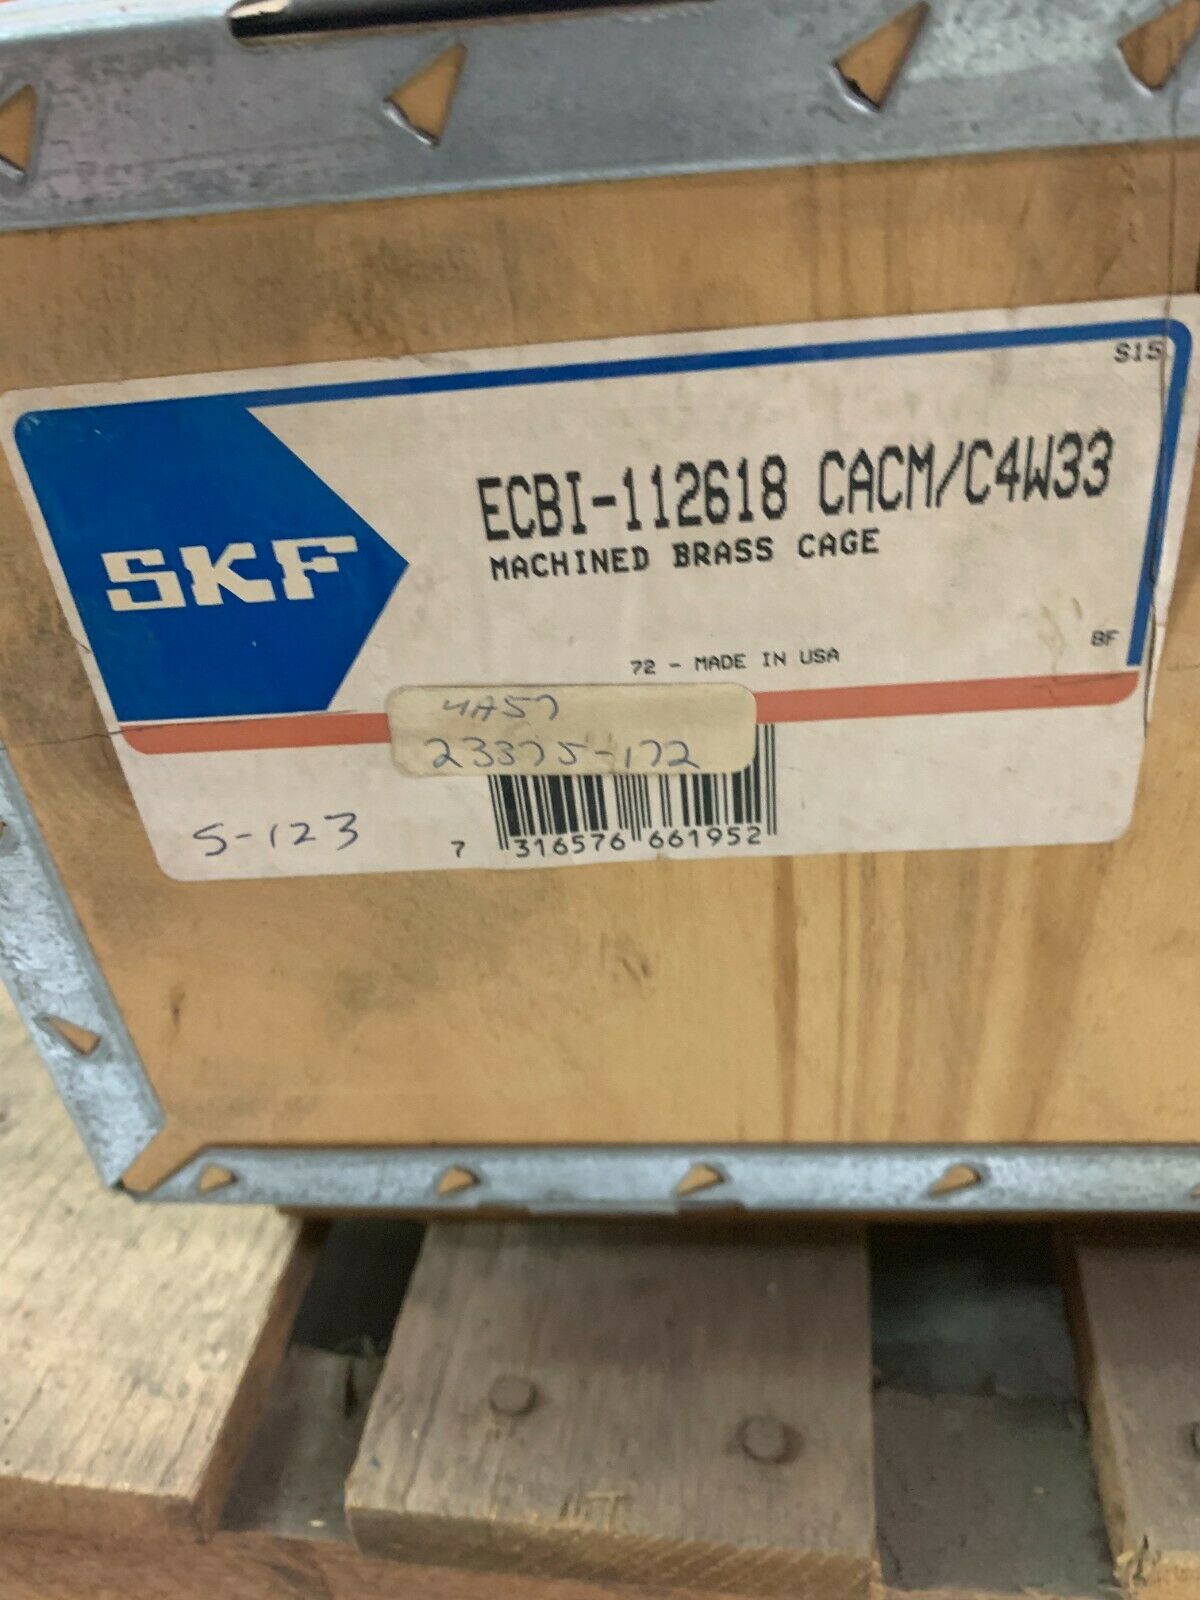 S15
SKF
ECBI-112618 CACM/C4W33
MACHINED BRASS CAGE
8F
72 - MADE IN USA
4A57
23375-172
S-123
7 316576 661952